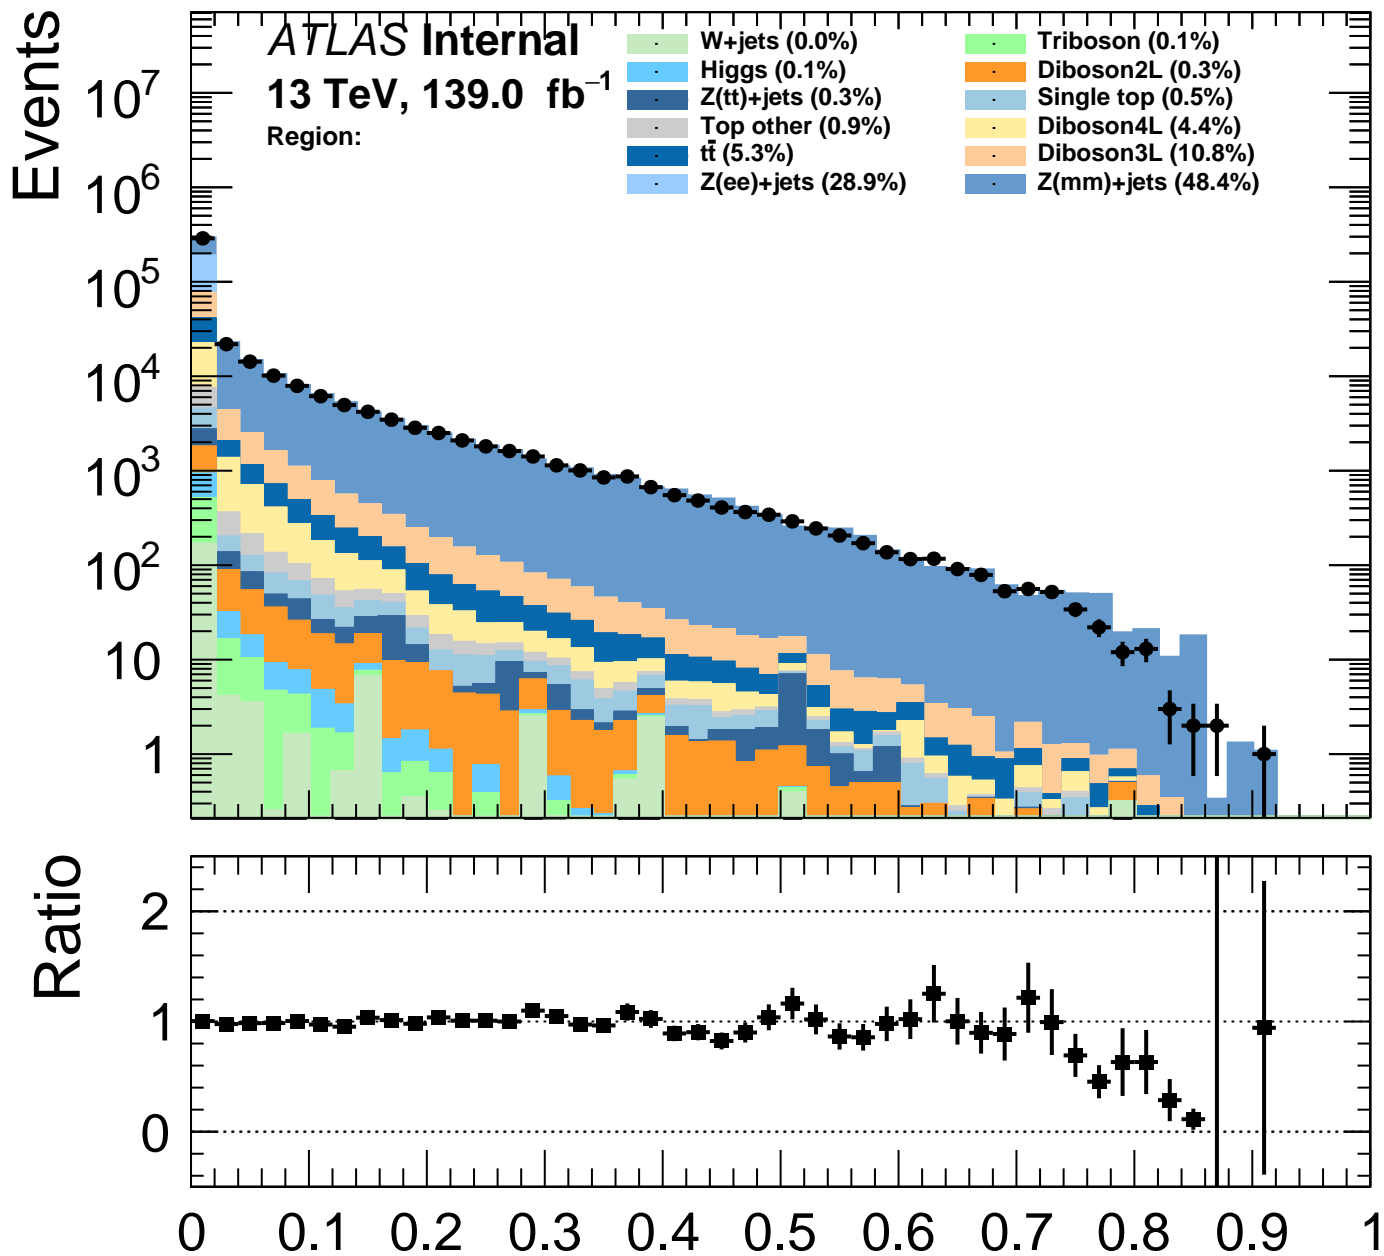 ATLAS Internal
13 TeV, 139.0 fb⁻¹
Region:
W+jets (0.0%)
Higgs (0.1%)
Z(tt)+jets (0.3%)
Top other (0.9%)
tt̄ (5.3%)
Z(ee)+jets (28.9%)
Triboson (0.1%)
Diboson2L (0.3%)
Single top (0.5%)
Diboson4L (4.4%)
Diboson3L (10.8%)
Z(mm)+jets (48.4%)
Events
10⁷
10⁶
10⁵
10⁴
10³
10²
10
1
Ratio
2
1
0
0 0.1 0.2 0.3 0.4 0.5 0.6 0.7 0.8 0.9 1